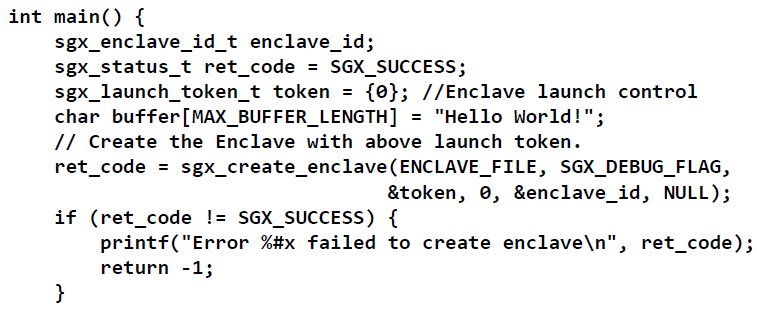 int main() {
    sgx_enclave_id_t enclave_id;
    sgx_status_t ret_code = SGX_SUCCESS;
    sgx_launch_token_t token = {0}; //Enclave launch control
    char buffer[MAX_BUFFER_LENGTH] = "Hello World!";
    // Create the Enclave with above launch token.
    ret_code = sgx_create_enclave(ENCLAVE_FILE, SGX_DEBUG_FLAG,
                                 &token, 0, &enclave_id, NULL);
    if (ret_code != SGX_SUCCESS) {
        printf("Error %#x failed to create enclave\n", ret_code);
        return -1;
    }